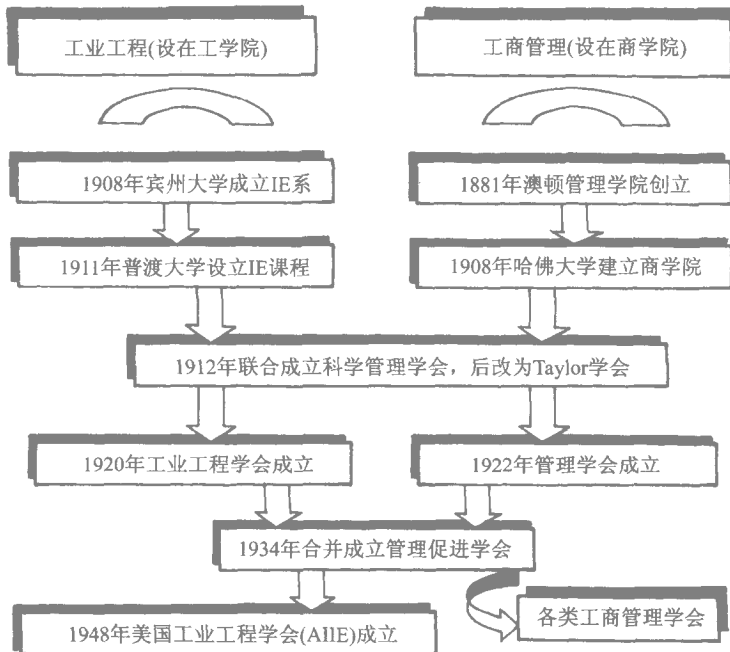 工业工程(设在工学院)
工商管理(设在商学院)
1908年宾州大学成立IE系
1881年澳顿管理学院创立
1911年普渡大学设立IE课程
1908年哈佛大学建立商学院
1912年联合成立科学管理学会，后改为Taylor学会
1920年工业工程学会成立
1922年管理学会成立
1934年合并成立管理促进学会
各类工商管理学会
1948年美国工业工程学会(AIIE)成立